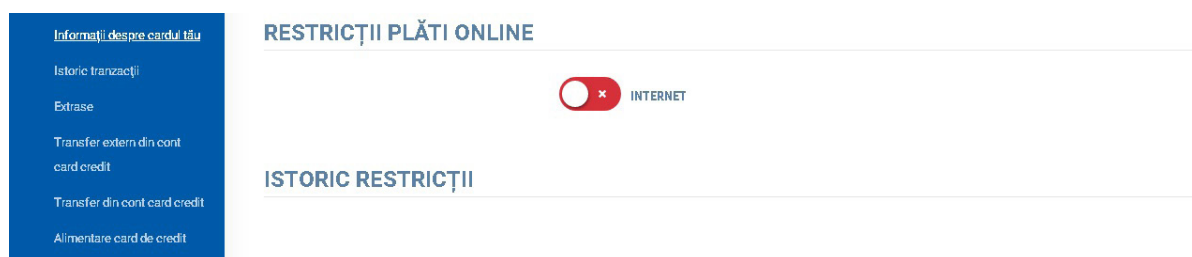 Informații despre cardul tău
Istoric tranzacții
Extrase
Transfer extern din cont
card credit
Transfer din cont card credit
Alimentare card de credit
RESTRICȚII PLĂTI ONLINE
INTERNET
ISTORIC RESTRICȚII